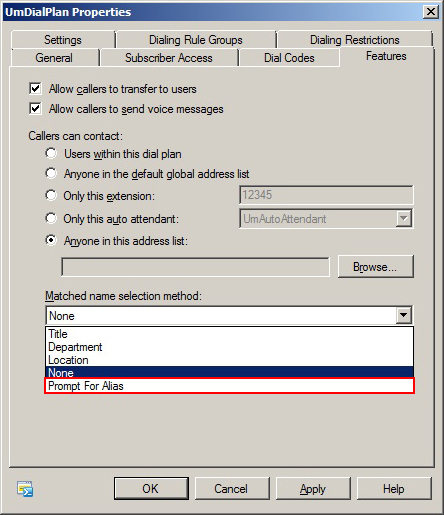 UmDialPlan Properties
Settings
Dialing Rule Groups
Dialing Restrictions
General
Subscriber Access
Dial Codes
Features
Allow callers to transfer to users
Allow callers to send voice messages
Callers can contact:
Users within this dial plan
Anyone in the default global address list
Only this extension:
12345
Only this auto attendant:
UmAutoAttendant
Anyone in this address list:
Browse...
Matched name selection method:
None
Title
Department
Location
None
Prompt For Alias
OK
Cancel
Apply
Help